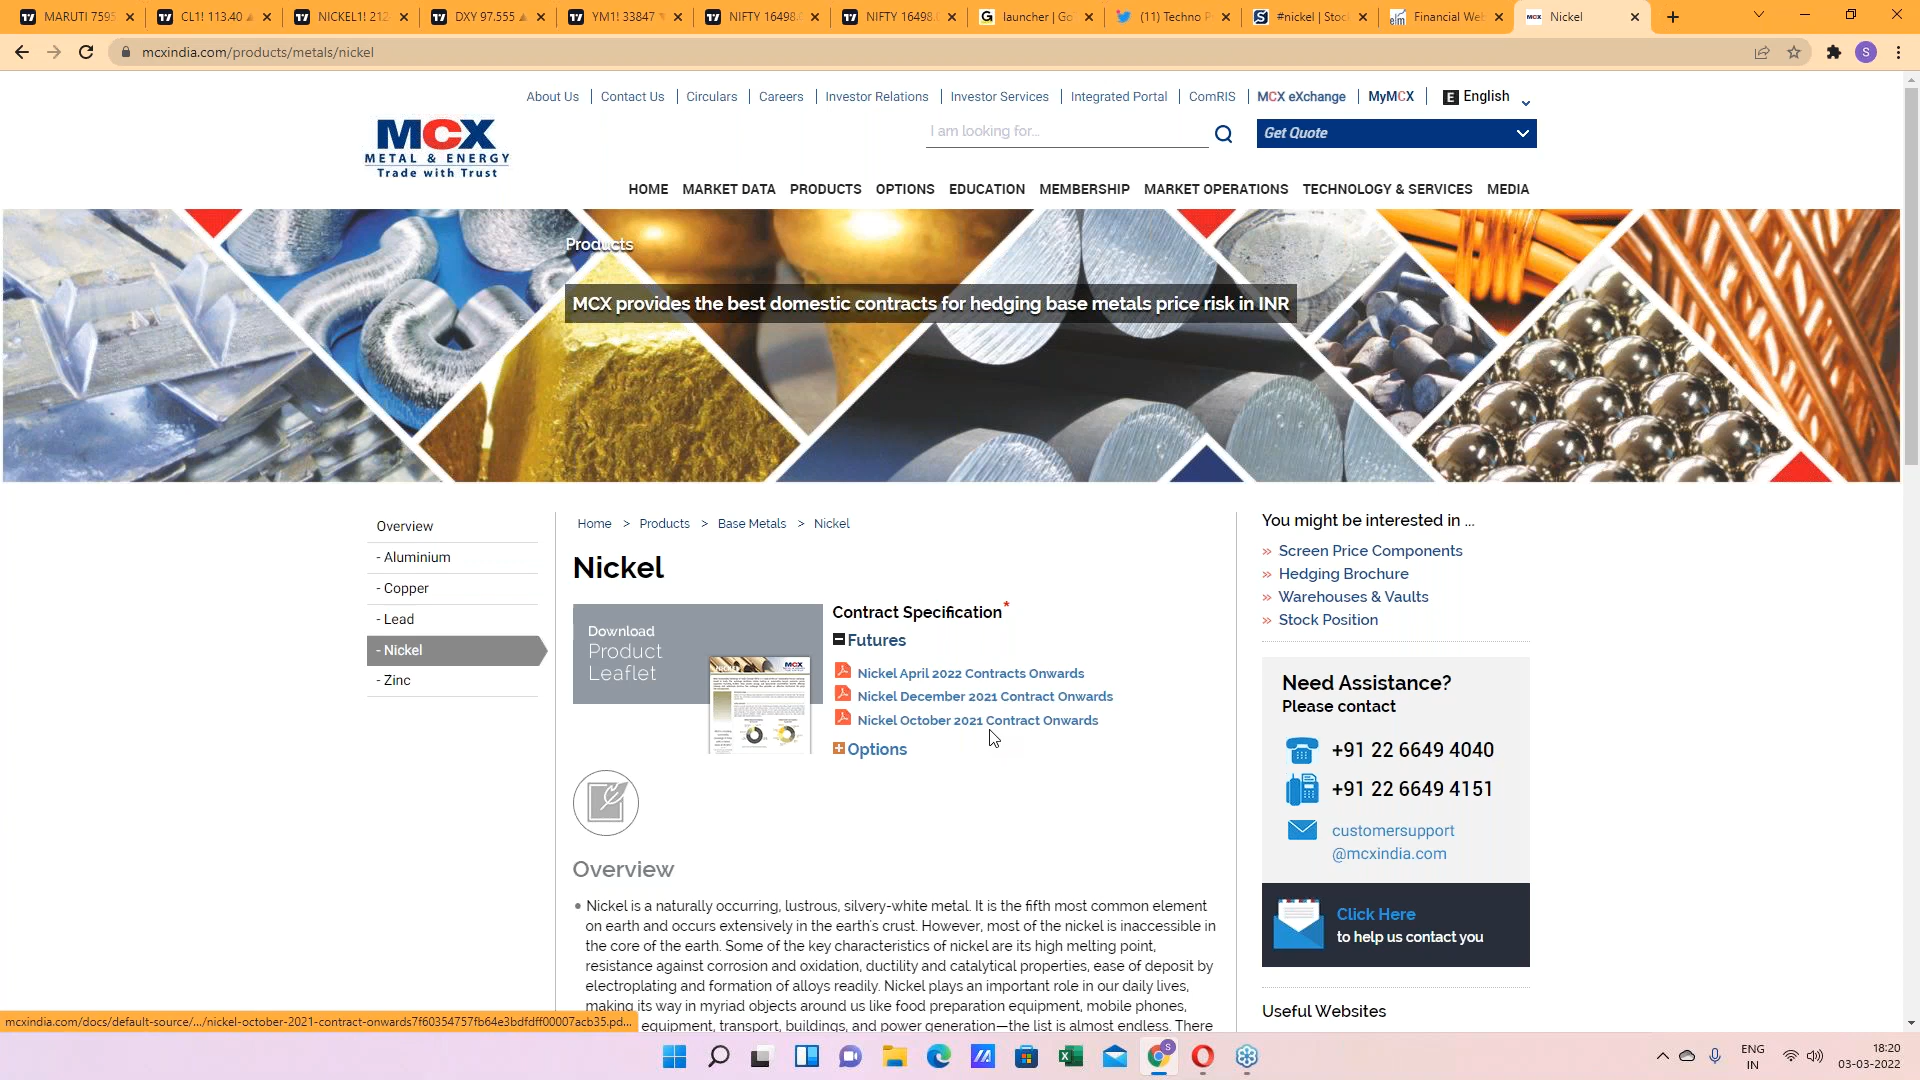 MARUTI 7595
CL1! 113.40
NICKEL1! 212
DXY 97.555
YM1! 33847
NIFTY 16498.
NIFTY 16498.
launcher | Go
(11) Techno P
#nickel | Stoc
Financial Web
Nickel
mcxindia.com/products/metals/nickel
S
About Us
Contact Us
Circulars
Careers
Investor Relations
Investor Services
Integrated Portal
ComRIS
MCX eXchange
MyMCX
E English
MCX
METAL & ENERGY
Trade with Trust
I am looking for...
Get Quote
HOME MARKET DATA PRODUCTS OPTIONS EDUCATION MEMBERSHIP MARKET OPERATIONS TECHNOLOGY & SERVICES MEDIA
Products
MCX provides the best domestic contracts for hedging base metals price risk in INR
Overview
- Aluminium
- Copper
- Lead
- Nickel
- Zinc
Home > Products > Base Metals > Nickel
Nickel
Download
Product
Leaflet
Contract Specification*
Futures
Nickel April 2022 Contracts Onwards
Nickel December 2021 Contract Onwards
Nickel October 2021 Contract Onwards
Options
Overview
• Nickel is a naturally occurring, lustrous, silvery-white metal. It is the fifth most common element
on earth and occurs extensively in the earth's crust. However, most of the nickel is inaccessible in
the core of the earth. Some of the key characteristics of nickel are its high melting point,
resistance against corrosion and oxidation, ductility and catalytical properties, ease of deposit by
electroplating and formation of alloys readily. Nickel plays an important role in our daily lives,
making its way in myriad objects around us like food preparation equipment, mobile phones,
equipment, transport, buildings, and power generation—the list is almost endless. There
You might be interested in ...
» Screen Price Components
» Hedging Brochure
» Warehouses & Vaults
» Stock Position
Need Assistance?
Please contact
+91 22 6649 4040
+91 22 6649 4151
customersupport
@mcxindia.com
Click Here
to help us contact you
Useful Websites
mcxindia.com/docs/default-source/.../nickel-october-2021-contract-onwards7f60354757fb64e3bdfdff00007acb35.pd...
ENG
IN
18:20
03-03-2022